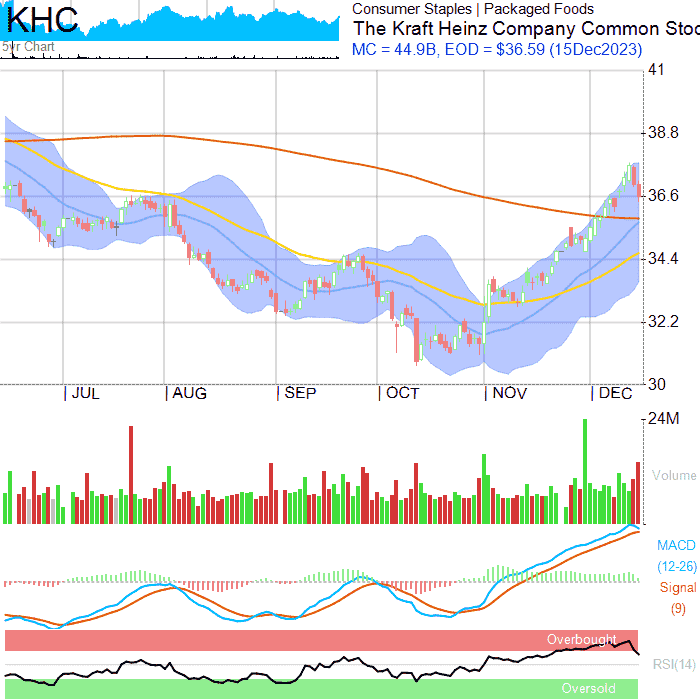 KHC
5yr Chart
Consumer Staples | Packaged Foods
The Kraft Heinz Company Common Stoc
MC = 44.9B, EOD = $36.59 (15Dec2023)
41
38.8
36.6
34.4
32.2
30
JUL AUG SEP OCT NOV DEC
24M
Volume
MACD
(12-26)
Signal
(9)
Overbought
RSI(14)
Oversold